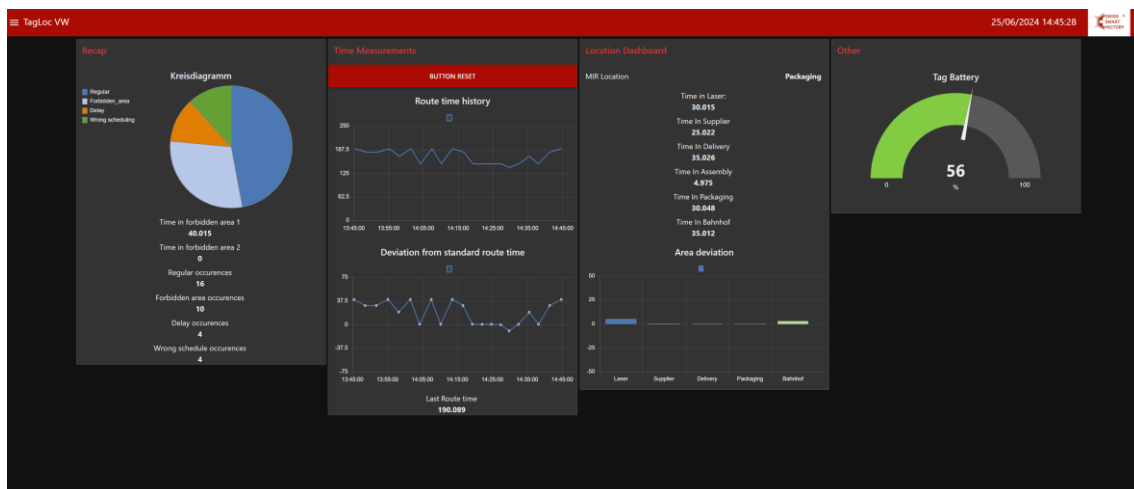 TagLoc VW
25/06/2024 14:45:28
SWISS
SMART
FACTORY
Recap
Kreisdiagramm
Regular
Forbidden_area
Delay
Wrong scheduling
Time in forbidden area 1
40.015
Time in forbidden area 2
0
Regular occurences
16
Forbidden area occurences
10
Delay occurences
4
Wrong schedule occurences
4
Time Measurements
BUTTON RESET
Route time history
250
187.5
125
62.5
0
13:45:00 13:55:00 14:05:00 14:15:00 14:25:00 14:35:00 14:45:00
Deviation from standard route time
75
37.5
0
-37.5
-75
13:45:00 13:55:00 14:05:00 14:15:00 14:25:00 14:35:00 14:45:00
Last Route time
190.089
Location Dashboard
MIR Location Packaging
Time in Laser:
30.015
Time In Supplier
25.022
Time In Delivery
35.026
Time In Assembly
4.975
Time In Packaging
30.048
Time In Bahnhof
35.012
Area deviation
50
25
0
-25
-50
Laser Supplier Delivery Packaging Bahnhof
Other
Tag Battery
56
%
0 100